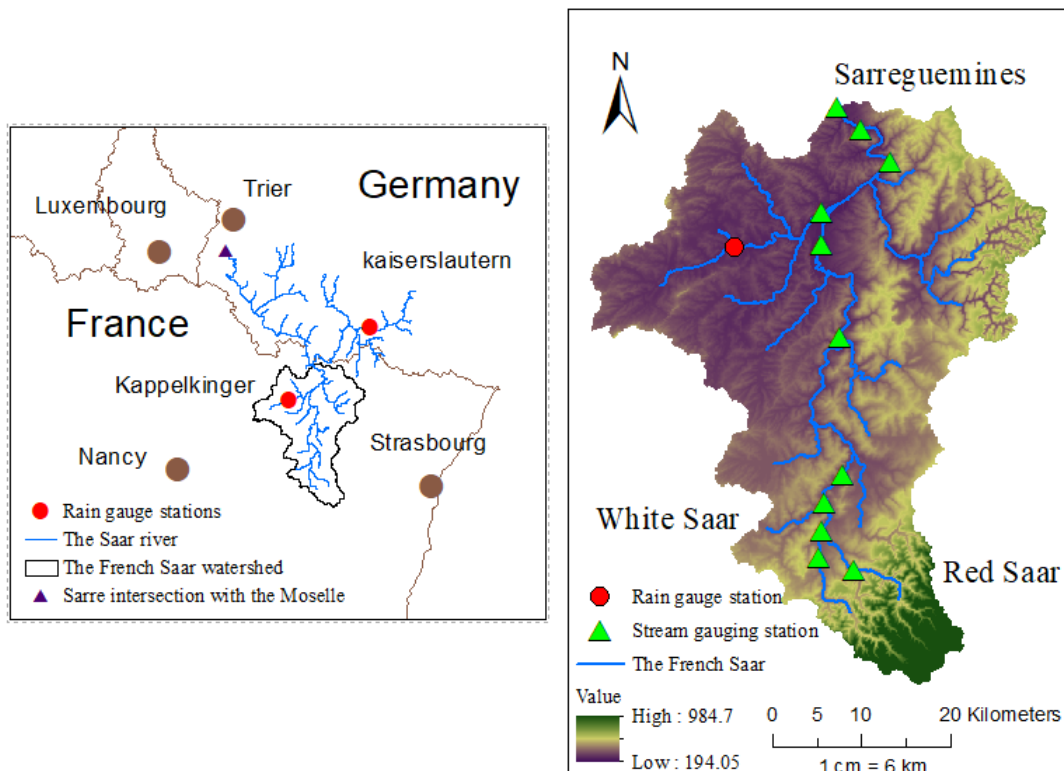 Germany
Trier
Luxembourg
kaiserslautern
France
Kappelkinger
Strasbourg
Nancy
Rain gauge stations
The Saar river
The French Saar watershed
Sarre intersection with the Moselle
N
Sarreguemines
White Saar
Red Saar
Rain gauge station
Stream gauging station
The French Saar
Value
High : 984.7
Low : 194.05
0 5 10 20 Kilometers
1 cm = 6 km